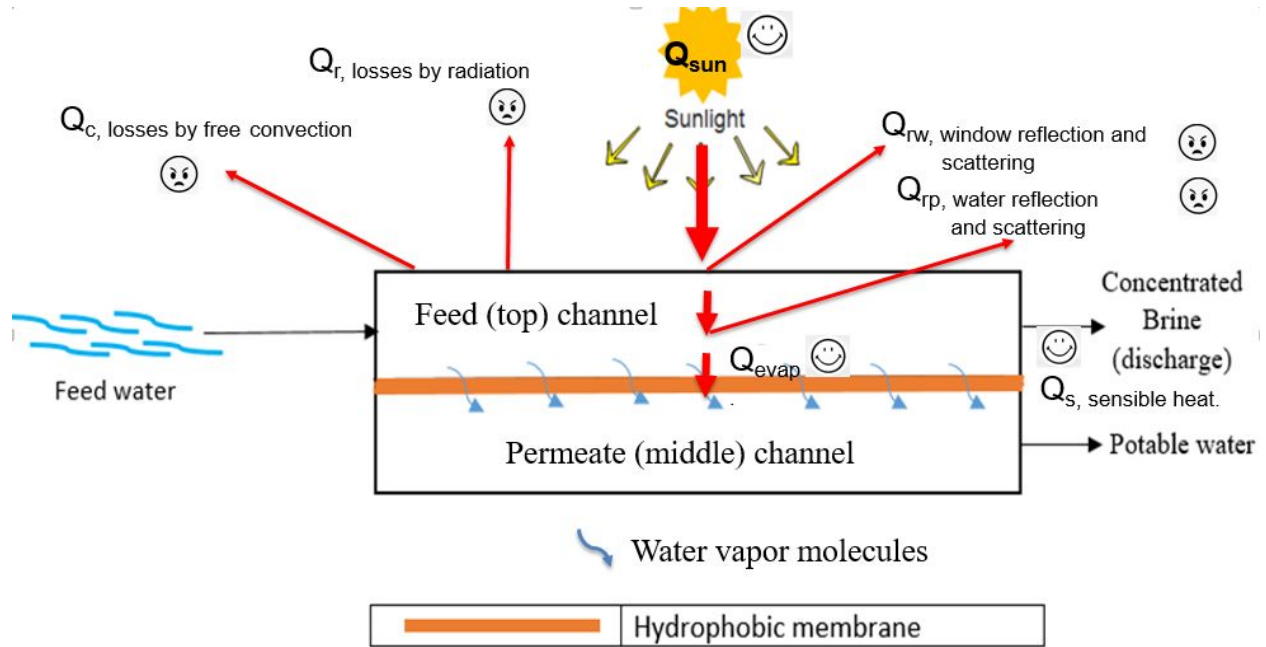 Qsun
Qr, losses by radiation
Sunlight
Qc, losses by free convection
Qrw, window reflection and
scattering
Qrp, water reflection
and scattering
Feed (top) channel
Concentrated
Brine
(discharge)
Feed water
Qevap
Qs, sensible heat.
Permeate (middle) channel
Potable water
Water vapor molecules
Hydrophobic membrane